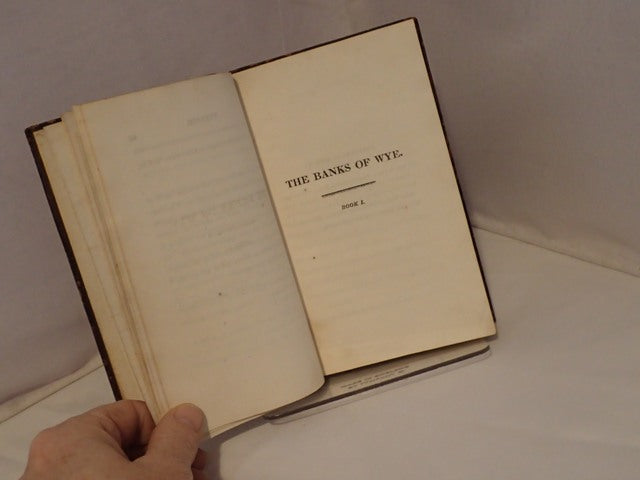 THE BANKS OF WYE.
BOOK I.